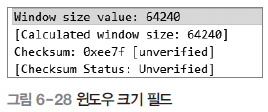 Window size value: 64240
[Calculated window size: 64240]
Checksum: 0xee7f [unverified]
[Checksum Status: Unverified]
그림 6-28 윈도우 크기 필드